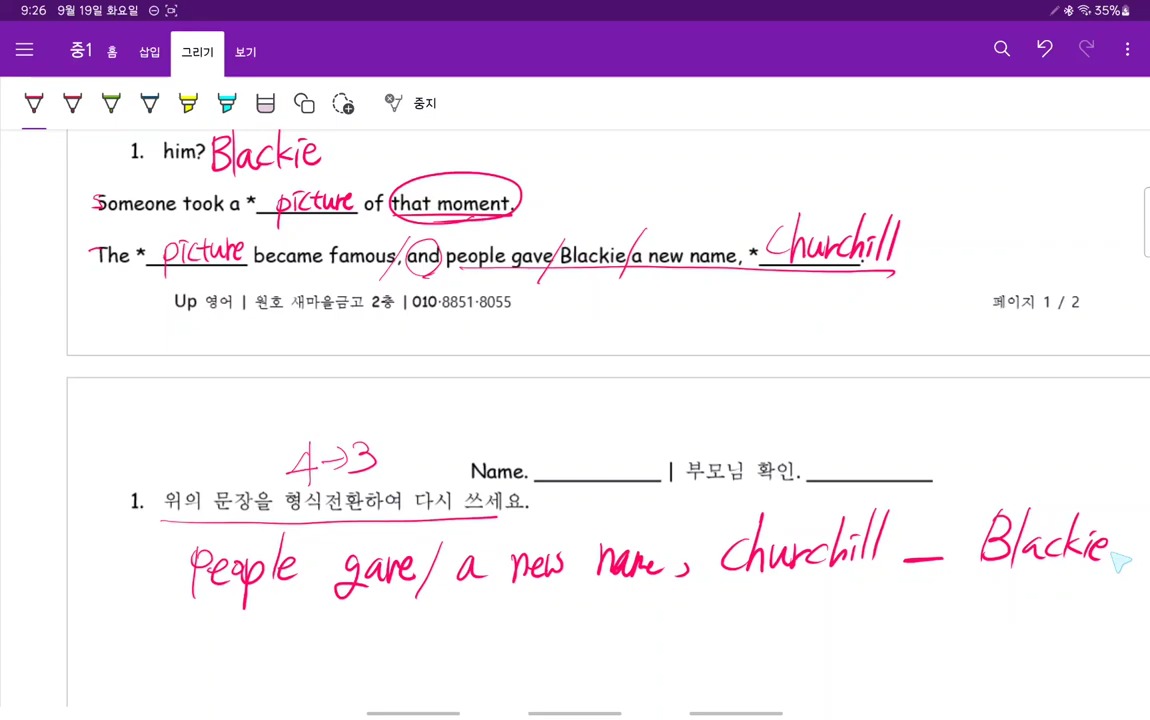 9:26 9월 19일 화요일 35%
중1 홈 삽입 그리기 보기
중지
1. him? Blackie
Someone took a * picture of that moment.
The * picture became famous, and people gave Blackie a new name, * Churchill.
Up 영어 | 원호 새마을금고 2층 | 010·8851·8055 페이지 1 / 2
4→3
Name. ____________ | 부모님 확인. ____________
1. 위의 문장을 형식전환하여 다시 쓰세요.
people gave / a new name, Churchill _ Blackie